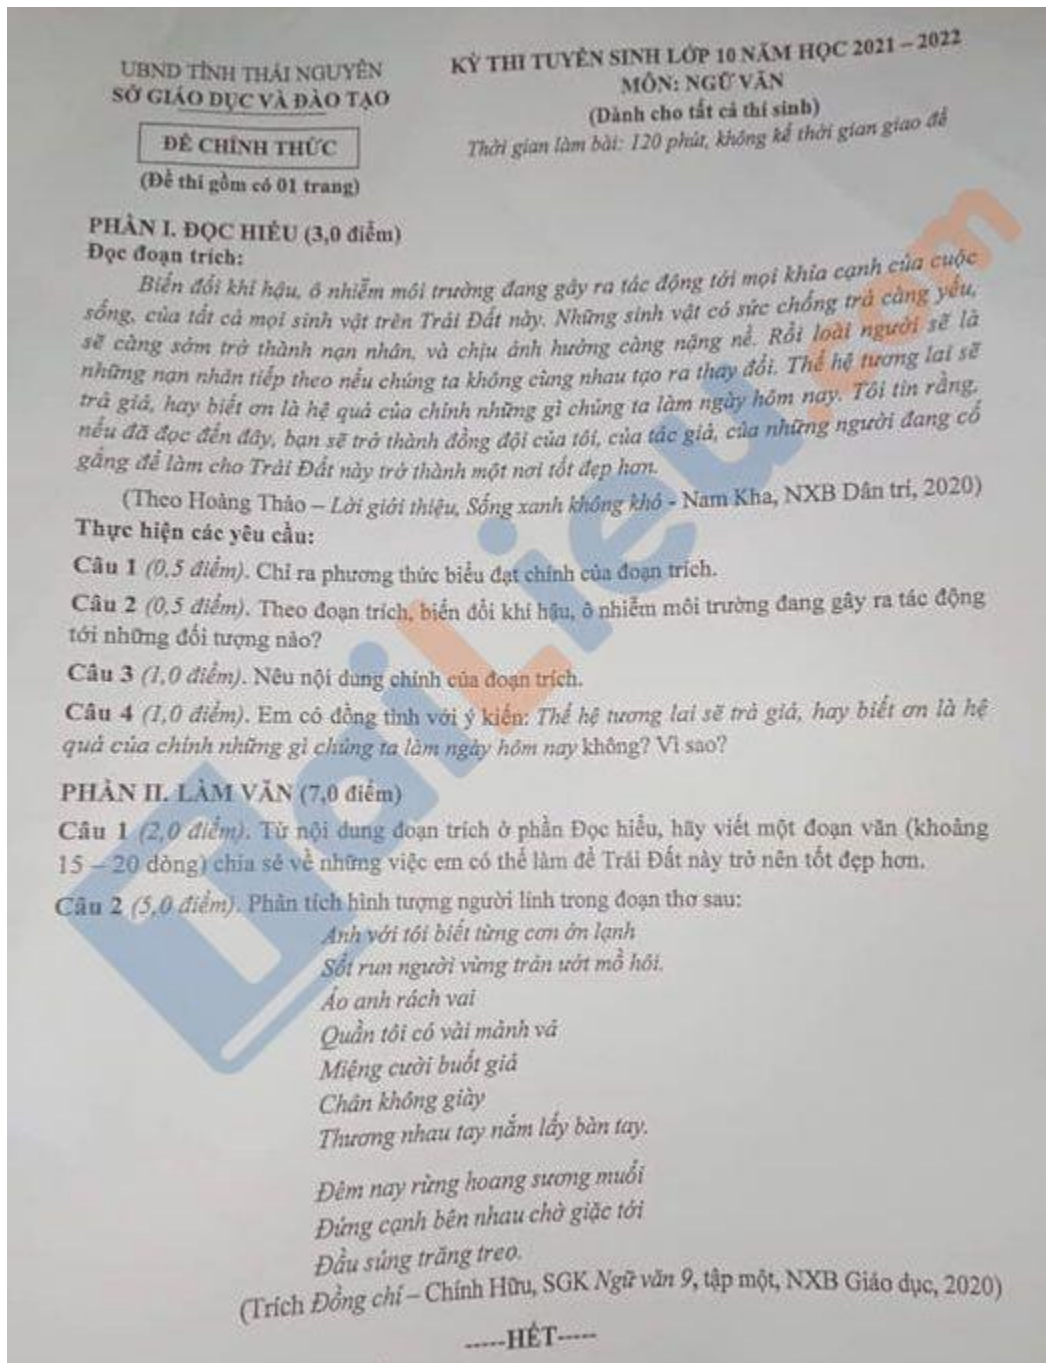 UBND TỈNH THÁI NGUYÊN
SỞ GIÁO DỤC VÀ ĐÀO TẠO
ĐỀ CHÍNH THỨC
(Đề thi gồm có 01 trang)
KỲ THI TUYỂN SINH LỚP 10 NĂM HỌC 2021 – 2022
MÔN: NGỮ VĂN
(Dành cho tất cả thí sinh)
Thời gian làm bài: 120 phút, không kể thời gian giao đề
PHẦN I. ĐỌC HIỂU (3,0 điểm)
Đọc đoạn trích:
Biến đổi khí hậu, ô nhiễm môi trường đang gây ra tác động tới mọi khía cạnh của cuộc
sống, của tất cả mọi sinh vật trên Trái Đất này. Những sinh vật có sức chống trả càng yếu,
sẽ càng sớm trở thành nạn nhân, và chịu ảnh hưởng càng nặng nề. Rồi loài người sẽ là
những nạn nhân tiếp theo nếu chúng ta không cùng nhau tạo ra thay đổi. Thế hệ tương lai sẽ
trả giá, hay biết ơn là hệ quả của chính những gì chúng ta làm ngày hôm nay. Tôi tin rằng,
nếu đã đọc đến đây, bạn sẽ trở thành đồng đội của tôi, của tác giả, của những người đang cố
gắng để làm cho Trái Đất này trở thành một nơi tốt đẹp hơn.
(Theo Hoàng Thảo – Lời giới thiệu, Sống xanh không khó - Nam Kha, NXB Dân trí, 2020)
Thực hiện các yêu cầu:
Câu 1 (0,5 điểm). Chỉ ra phương thức biểu đạt chính của đoạn trích.
Câu 2 (0,5 điểm). Theo đoạn trích, biến đổi khí hậu, ô nhiễm môi trường đang gây ra tác động
tới những đối tượng nào?
Câu 3 (1,0 điểm). Nêu nội dung chính của đoạn trích.
Câu 4 (1,0 điểm). Em có đồng tình với ý kiến: Thế hệ tương lai sẽ trả giá, hay biết ơn là hệ
quả của chính những gì chúng ta làm ngày hôm nay không? Vì sao?
PHẦN II. LÀM VĂN (7,0 điểm)
Câu 1 (2,0 điểm). Từ nội dung đoạn trích ở phần Đọc hiểu, hãy viết một đoạn văn (khoảng
15 – 20 dòng) chia sẻ về những việc em có thể làm để Trái Đất này trở nên tốt đẹp hơn.
Câu 2 (5,0 điểm). Phân tích hình tượng người lính trong đoạn thơ sau:
Anh với tôi biết từng cơn ớn lạnh
Sốt run người vừng trán ướt mồ hôi.
Áo anh rách vai
Quần tôi có vài mảnh vá
Miệng cười buốt giá
Chân không giày
Thương nhau tay nắm lấy bàn tay.
Đêm nay rừng hoang sương muối
Đứng cạnh bên nhau chờ giặc tới
Đầu súng trăng treo.
(Trích Đồng chí – Chính Hữu, SGK Ngữ văn 9, tập một, NXB Giáo dục, 2020)
-----HẾT-----
TaiLieu.com